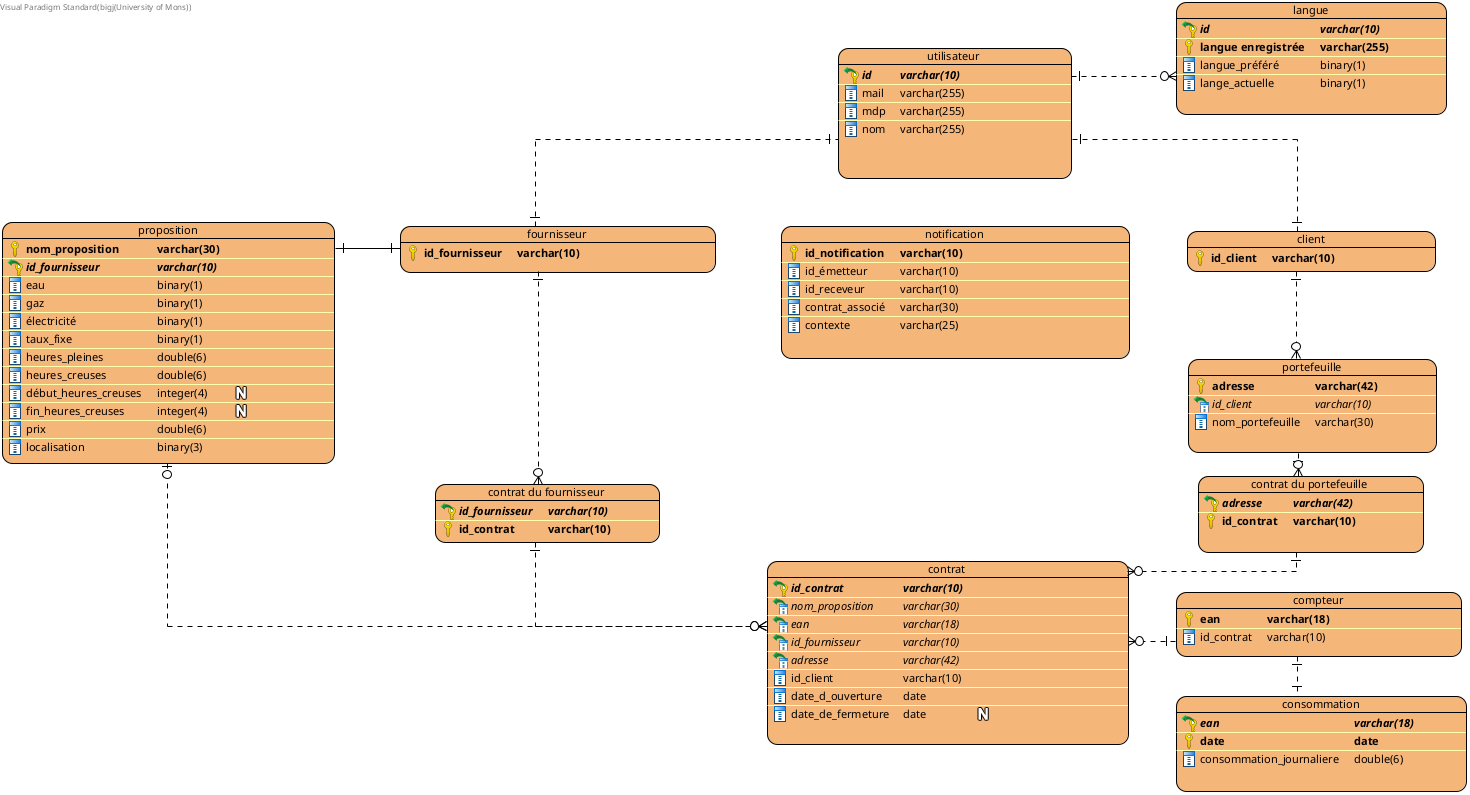 Visual Paradigm Standard(bigj(University of Mons))
langue
id varchar(10)
langue enregistrée varchar(255)
langue_préféré binary(1)
lange_actuelle binary(1)
utilisateur
id varchar(10)
mail varchar(255)
mdp varchar(255)
nom varchar(255)
proposition
nom_proposition varchar(30)
id_fournisseur varchar(10)
eau binary(1)
gaz binary(1)
électricité binary(1)
taux_fixe binary(1)
heures_pleines double(6)
heures_creuses double(6)
début_heures_creuses integer(4) N
fin_heures_creuses integer(4) N
prix double(6)
localisation binary(3)
fournisseur
id_fournisseur varchar(10)
notification
id_notification varchar(10)
id_émetteur varchar(10)
id_receveur varchar(10)
contrat_associé varchar(30)
contexte varchar(25)
client
id_client varchar(10)
portefeuille
adresse varchar(42)
id_client varchar(10)
nom_portefeuille varchar(30)
contrat du fournisseur
id_fournisseur varchar(10)
id_contrat varchar(10)
contrat du portefeuille
adresse varchar(42)
id_contrat varchar(10)
contrat
id_contrat varchar(10)
nom_proposition varchar(30)
ean varchar(18)
id_fournisseur varchar(10)
adresse varchar(42)
id_client varchar(10)
date_d_ouverture date
date_de_fermeture date N
compteur
ean varchar(18)
id_contrat varchar(10)
consommation
ean varchar(18)
date date
consommation_journaliere double(6)